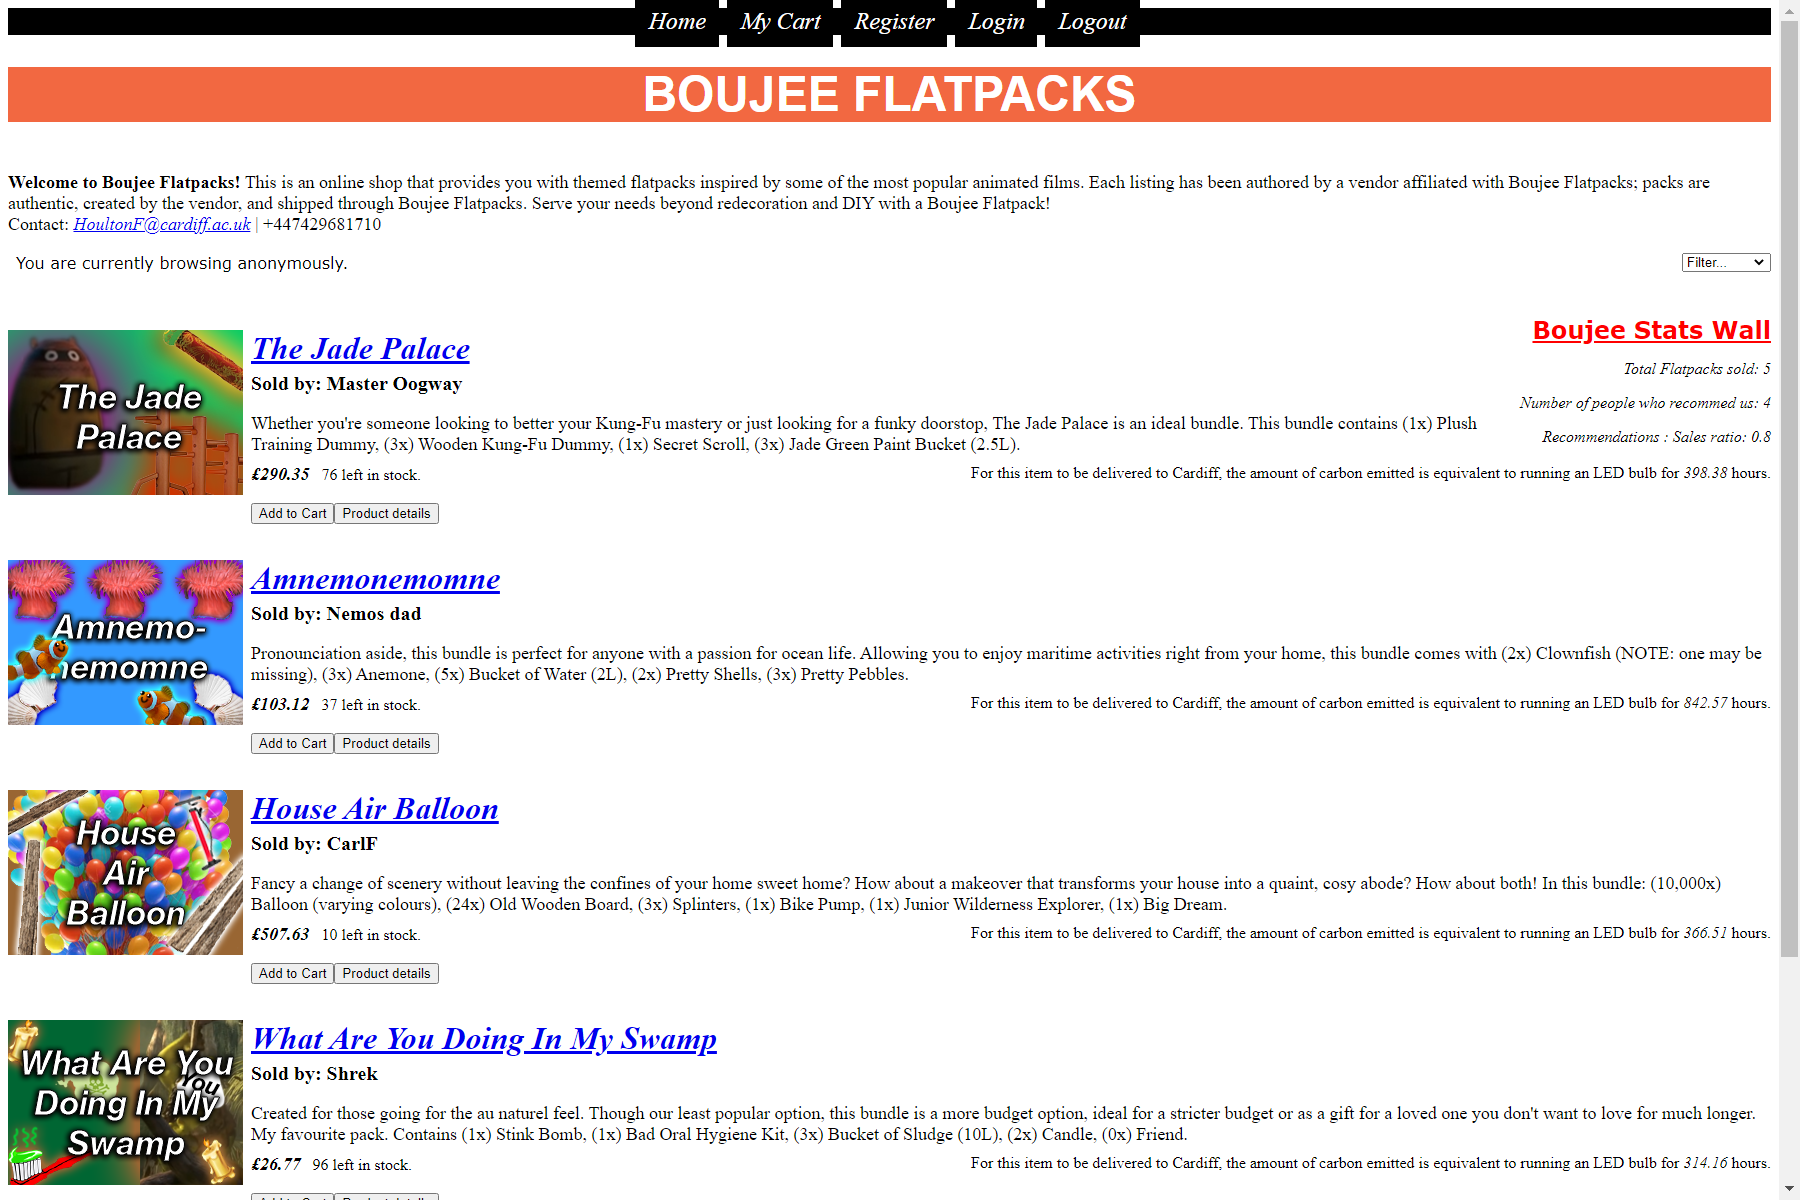 Home My Cart Register Login Logout
BOUJEE FLATPACKS
Welcome to Boujee Flatpacks! This is an online shop that provides you with themed flatpacks inspired by some of the most popular animated films. Each listing has been authored by a vendor affiliated with Boujee Flatpacks; packs are
authentic, created by the vendor, and shipped through Boujee Flatpacks. Serve your needs beyond redecoration and DIY with a Boujee Flatpack!
Contact: HoultonF@cardiff.ac.uk | +447429681710
You are currently browsing anonymously.
Filter...
Boujee Stats Wall
Total Flatpacks sold: 5
Number of people who recommed us: 4
Recommendations : Sales ratio: 0.8
The Jade
Palace
The Jade Palace
Sold by: Master Oogway
Whether you're someone looking to better your Kung-Fu mastery or just looking for a funky doorstop, The Jade Palace is an ideal bundle. This bundle contains (1x) Plush
Training Dummy, (3x) Wooden Kung-Fu Dummy, (1x) Secret Scroll, (3x) Jade Green Paint Bucket (2.5L).
£290.35 76 left in stock.
For this item to be delivered to Cardiff, the amount of carbon emitted is equivalent to running an LED bulb for 398.38 hours.
Add to Cart Product details
Amnemo-
nemomne
Amnemonemomne
Sold by: Nemos dad
Pronounciation aside, this bundle is perfect for anyone with a passion for ocean life. Allowing you to enjoy maritime activities right from your home, this bundle comes with (2x) Clownfish (NOTE: one may be
missing), (3x) Anemone, (5x) Bucket of Water (2L), (2x) Pretty Shells, (3x) Pretty Pebbles.
£103.12 37 left in stock.
For this item to be delivered to Cardiff, the amount of carbon emitted is equivalent to running an LED bulb for 842.57 hours.
Add to Cart Product details
House
Air
Balloon
House Air Balloon
Sold by: CarlF
Fancy a change of scenery without leaving the confines of your home sweet home? How about a makeover that transforms your house into a quaint, cosy abode? How about both! In this bundle: (10,000x)
Balloon (varying colours), (24x) Old Wooden Board, (3x) Splinters, (1x) Bike Pump, (1x) Junior Wilderness Explorer, (1x) Big Dream.
£507.63 10 left in stock.
For this item to be delivered to Cardiff, the amount of carbon emitted is equivalent to running an LED bulb for 366.51 hours.
Add to Cart Product details
What Are You
You
Doing In My
Swamp
What Are You Doing In My Swamp
Sold by: Shrek
Created for those going for the au naturel feel. Though our least popular option, this bundle is a more budget option, ideal for a stricter budget or as a gift for a loved one you don't want to love for much longer.
My favourite pack. Contains (1x) Stink Bomb, (1x) Bad Oral Hygiene Kit, (3x) Bucket of Sludge (10L), (2x) Candle, (0x) Friend.
£26.77 96 left in stock.
For this item to be delivered to Cardiff, the amount of carbon emitted is equivalent to running an LED bulb for 314.16 hours.